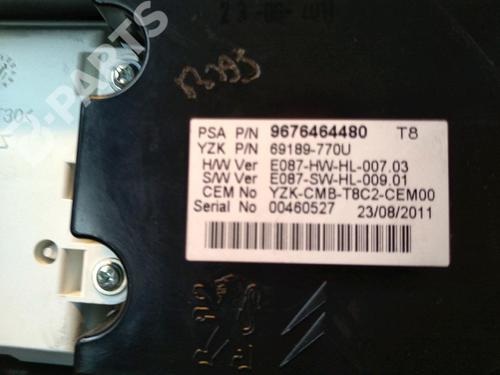 PSA P/N 9676464480 T8
YZK P/N 69189-770U
H/W Ver E087-HW-HL-007.03
S/W Ver E087-SW-HL-009.01
CEM No YZK-CMB-T8C2-CEM00
Serial No 00460527 23/08/2011